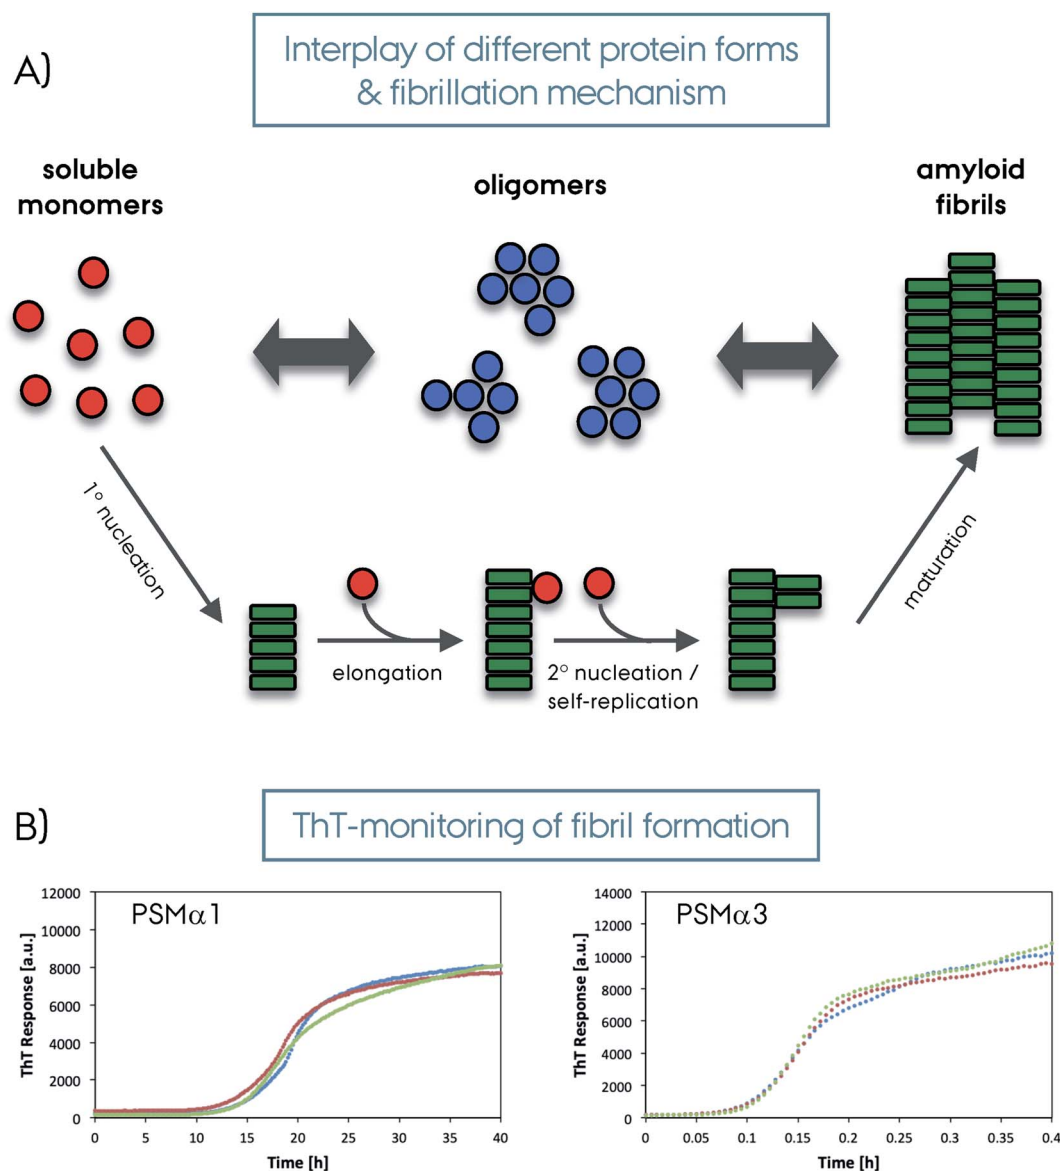 A)
Interplay of different protein forms
& fibrillation mechanism
soluble
monomers
oligomers
amyloid
fibrils
1° nucleation
elongation
2° nucleation /
self-replication
maturation
B)
ThT-monitoring of fibril formation
PSMα1
ThT Response [a.u.]
12000
10000
8000
6000
4000
2000
0
0 5 10 15 20 25 30 35 40
Time [h]
PSMα3
ThT Response [a.u.]
14000
12000
10000
8000
6000
4000
2000
0
0 0.05 0.1 0.15 0.2 0.25 0.3 0.35 0.4
Time [h]